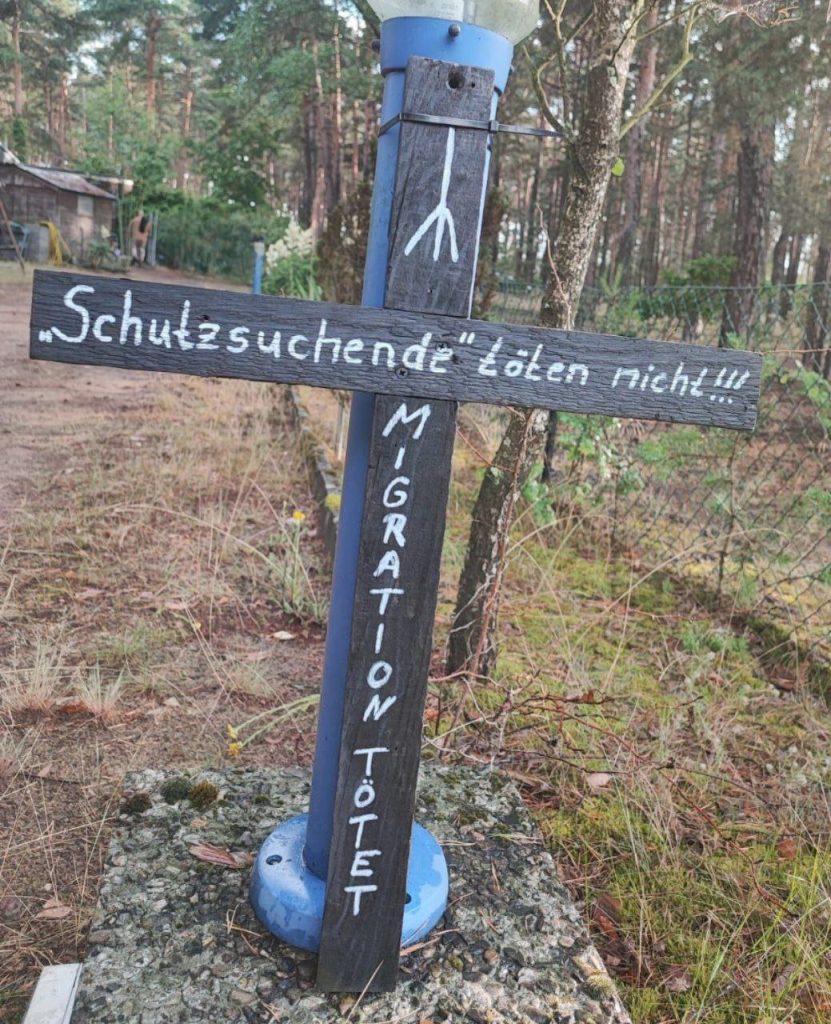 „Schutzsuchende“ töten nicht!!!
MIGRATION TÖTET